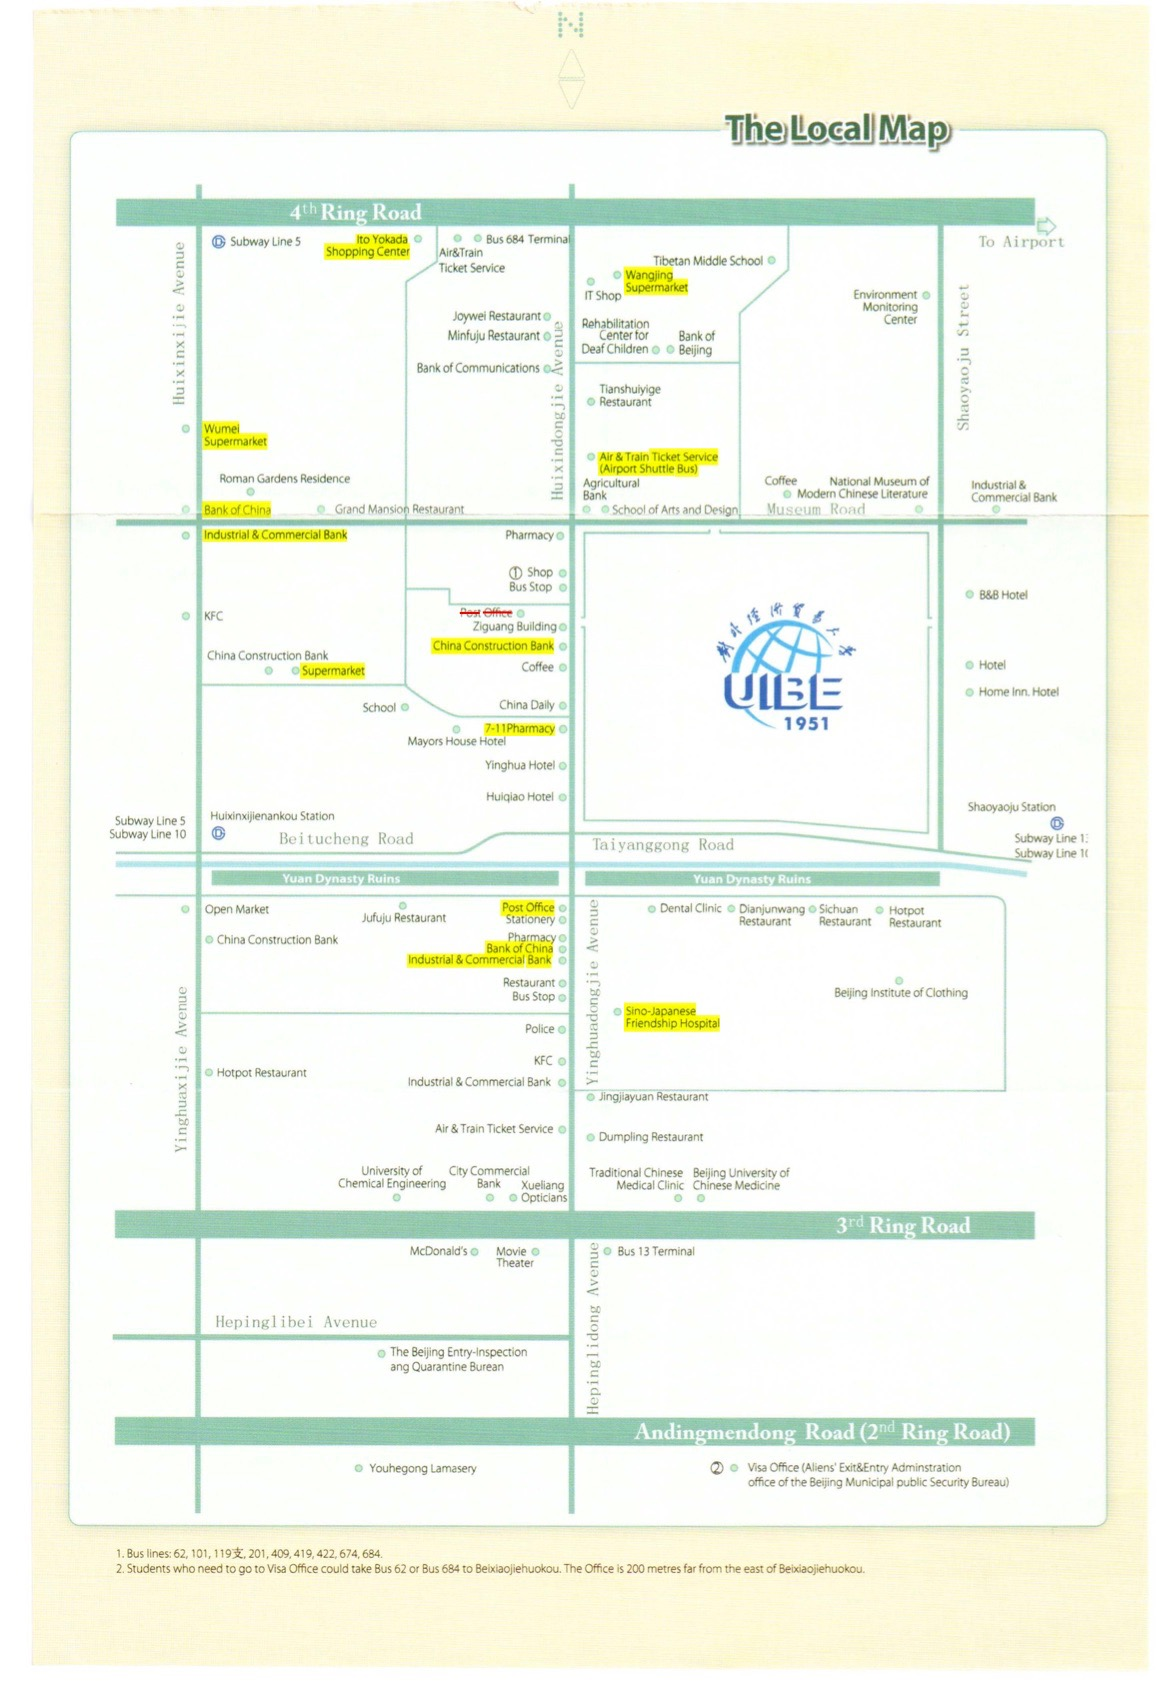 N
The Local Map
4th Ring Road
To Airport
Huixinxijie Avenue
Subway Line 5
Ito Yokada
Shopping Center
Air&Train
Ticket Service
Bus 684 Terminal
Tibetan Middle School
Wangjing
Supermarket
IT Shop
Environment
Monitoring
Center
Shaoyaoju Street
Joywei Restaurant
Minfuju Restaurant
Bank of Communications
Huixindongjie Avenue
Rehabilitation
Center for
Deaf Children
Bank of
Beijing
Tianshuiyige
Restaurant
Wumei
Supermarket
Air & Train Ticket Service
(Airport Shuttle Bus)
Roman Gardens Residence
Agricultural
Bank
Coffee
National Museum of
Modern Chinese Literature
Industrial &
Commercial Bank
Bank of China
Grand Mansion Restaurant
School of Arts and Design
Museum Road
Industrial & Commercial Bank
Pharmacy
① Shop
Bus Stop
KFC
Post Office
Ziguang Building
China Construction Bank
Coffee
China Construction Bank
Supermarket
School
China Daily
7-11Pharmacy
Mayors House Hotel
Yinghua Hotel
Huiqiao Hotel
对外经济贸易大学
UIBE
1951
B&B Hotel
Hotel
Home Inn. Hotel
Shaoyaoju Station
Subway Line 5
Subway Line 10
Huixinxijienankou Station
Beitucheng Road
Taiyanggong Road
Subway Line 13
Subway Line 10
Yuan Dynasty Ruins
Yuan Dynasty Ruins
Open Market
Jufuju Restaurant
Post Office
Stationery
China Construction Bank
Pharmacy
Bank of China
Industrial & Commercial Bank
Restaurant
Bus Stop
Yinghuadongjie Avenue
Dental Clinic
Dianjunwang
Restaurant
Sichuan
Restaurant
Hotpot
Restaurant
Beijing Institute of Clothing
Sino-Japanese
Friendship Hospital
Yinghuaxijie Avenue
Police
KFC
Hotpot Restaurant
Industrial & Commercial Bank
Jingjiayuan Restaurant
Air & Train Ticket Service
Dumpling Restaurant
University of
Chemical Engineering
City Commercial
Bank
Xueliang
Opticians
Traditional Chinese
Medical Clinic
Beijing University of
Chinese Medicine
3rd Ring Road
McDonald's
Movie
Theater
Hepinglidong Avenue
Bus 13 Terminal
Hepinglibei Avenue
The Beijing Entry-Inspection
ang Quarantine Burean
Andingmendong Road (2nd Ring Road)
Youhegong Lamasery
② Visa Office (Aliens' Exit&Entry Adminstration
office of the Beijing Municipal public Security Bureau)
1. Bus lines: 62, 101, 119支, 201, 409, 419, 422, 674, 684.
2. Students who need to go to Visa Office could take Bus 62 or Bus 684 to Beixiaojiehuokou. The Office is 200 metres far from the east of Beixiaojiehuokou.